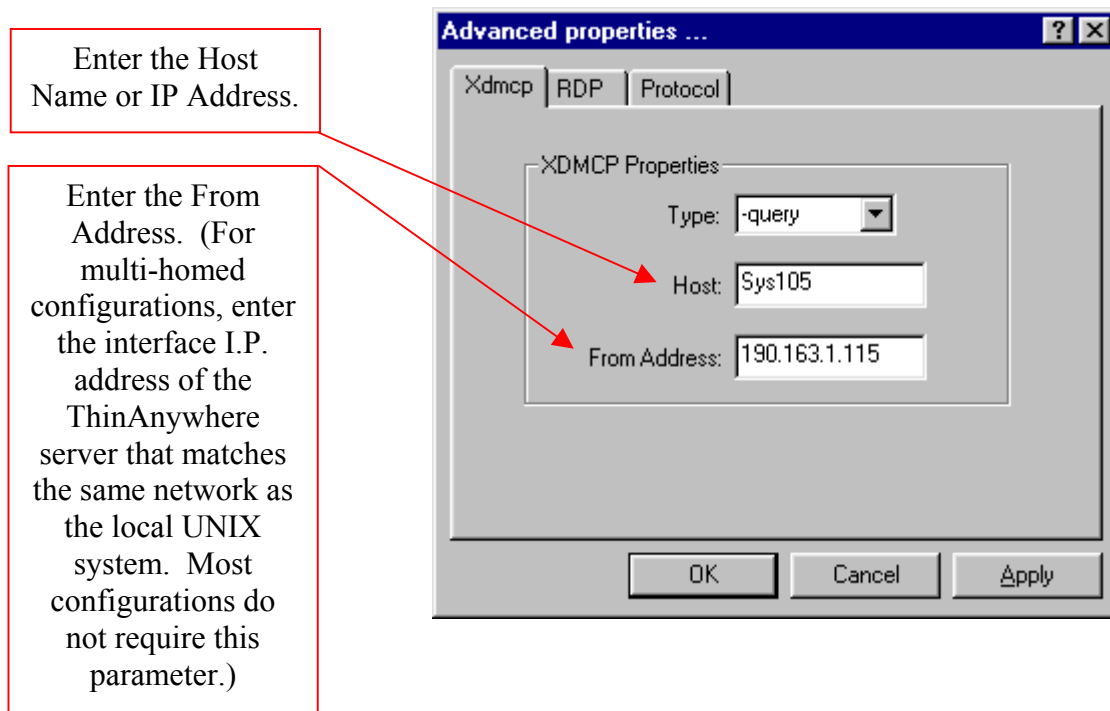 Enter the Host
Name or IP Address.
Enter the From
Address. (For
multi-homed
configurations, enter
the interface I.P.
address of the
ThinAnywhere
server that matches
the same network as
the local UNIX
system. Most
configurations do
not require this
parameter.)
Advanced properties ...
Xdmcp RDP Protocol
XDMCP Properties
Type: -query
Host: Sys105
From Address: 190.163.1.115
OK Cancel Apply